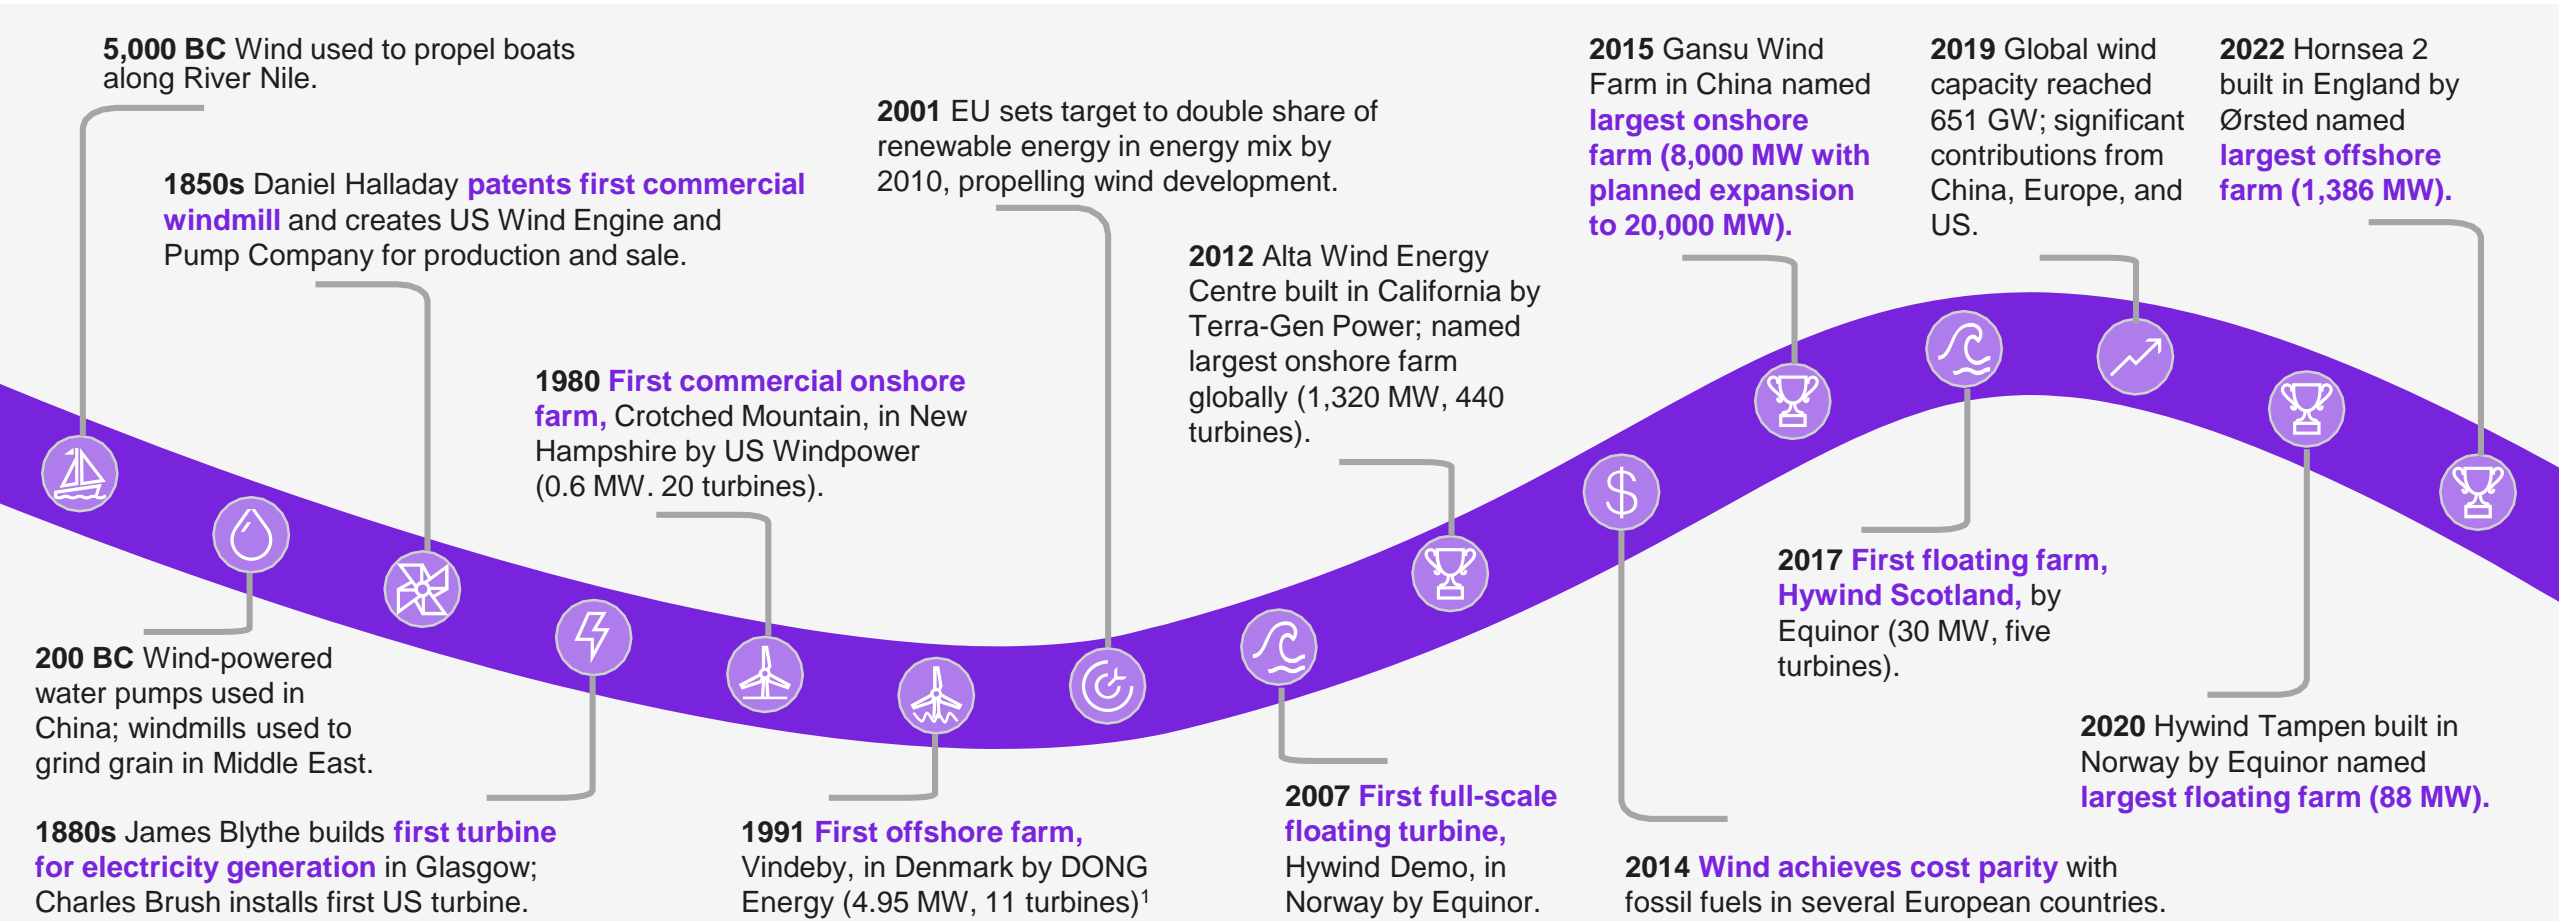 5,000 BC Wind used to propel boats
along River Nile.
200 BC Wind-powered
water pumps used in
China; windmills used to
grind grain in Middle East.
1850s Daniel Halladay patents first commercial
windmill and creates US Wind Engine and
Pump Company for production and sale.
1880s James Blythe builds first turbine
for electricity generation in Glasgow;
Charles Brush installs first US turbine.
1980 First commercial onshore
farm, Crotched Mountain, in New
Hampshire by US Windpower
(0.6 MW. 20 turbines).
1991 First offshore farm,
Vindeby, in Denmark by DONG
Energy (4.95 MW, 11 turbines)¹
2001 EU sets target to double share of
renewable energy in energy mix by
2010, propelling wind development.
2007 First full-scale
floating turbine,
Hywind Demo, in
Norway by Equinor.
2012 Alta Wind Energy
Centre built in California by
Terra-Gen Power; named
largest onshore farm
globally (1,320 MW, 440
turbines).
$
2014 Wind achieves cost parity with
fossil fuels in several European countries.
2015 Gansu Wind
Farm in China named
largest onshore
farm (8,000 MW with
planned expansion
to 20,000 MW).
2017 First floating farm,
Hywind Scotland, by
Equinor (30 MW, five
turbines).
2019 Global wind
capacity reached
651 GW; significant
contributions from
China, Europe, and
US.
2020 Hywind Tampen built in
Norway by Equinor named
largest floating farm (88 MW).
2022 Hornsea 2
built in England by
Ørsted named
largest offshore
farm (1,386 MW).